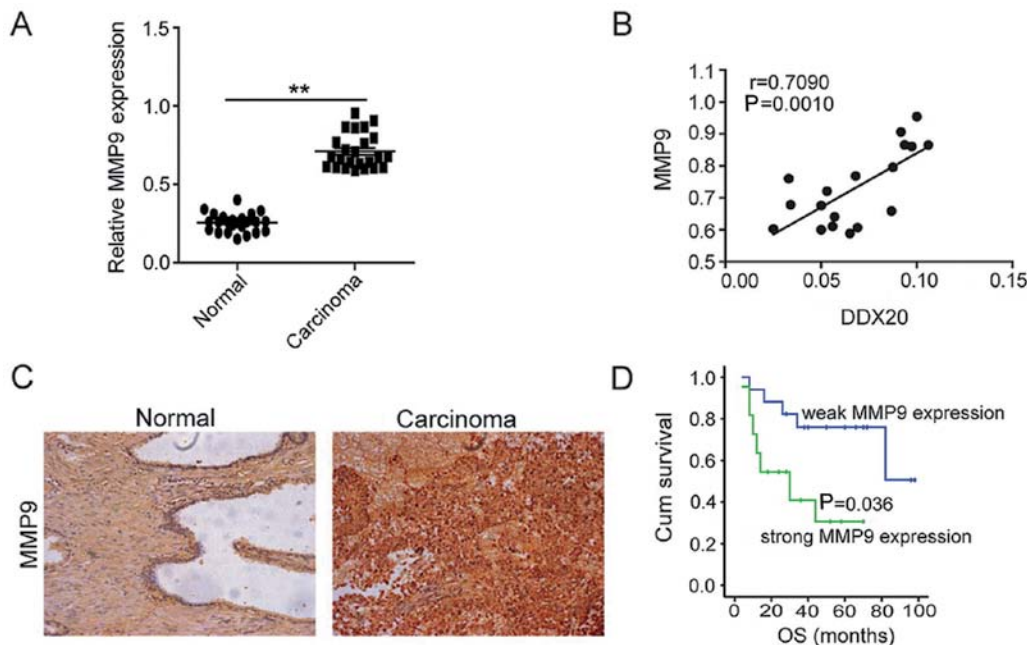 A
Relative MMP9 expression
1.5
1.0
0.5
0.0
**
Normal
Carcinoma
B
MMP9
1.1
1.0
0.9
0.8
0.7
0.6
0.5
r=0.7090
P=0.0010
0.00
0.05
0.10
0.15
DDX20
C
Normal
Carcinoma
MMP9
D
Cum survival
1.0
0.8
0.6
0.4
1.2
0.0
weak MMP9 expression
P=0.036
strong MMP9 expression
0 20 40 60 80 100
OS (months)